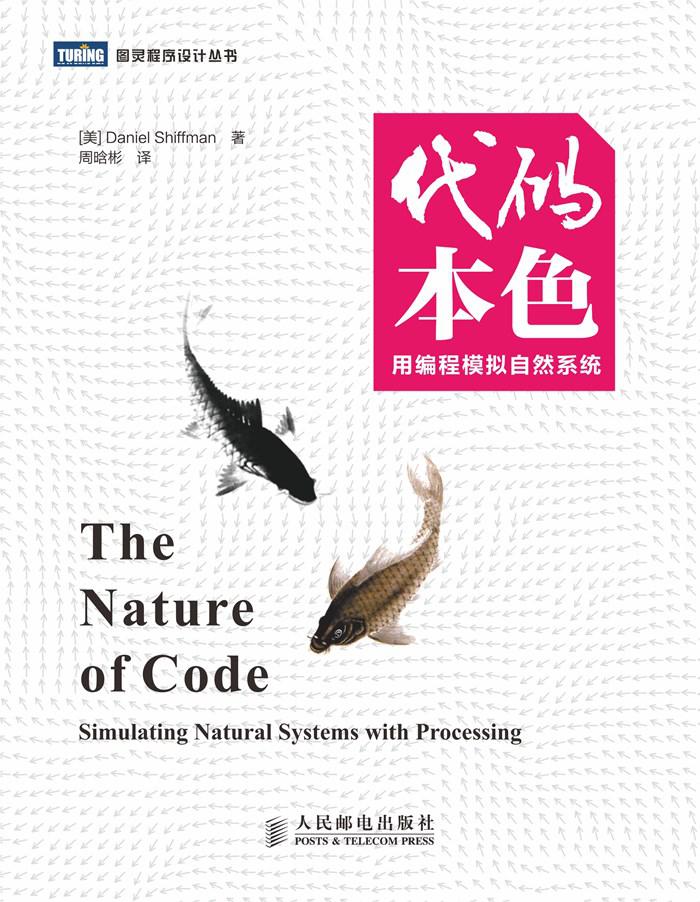 TURING 图灵程序设计丛书
[美] Daniel Shiffman 著
周晗彬 译
代码
本色
用编程模拟自然系统
The
Nature
of Code
Simulating Natural Systems with Processing
人民邮电出版社
POSTS & TELECOM PRESS